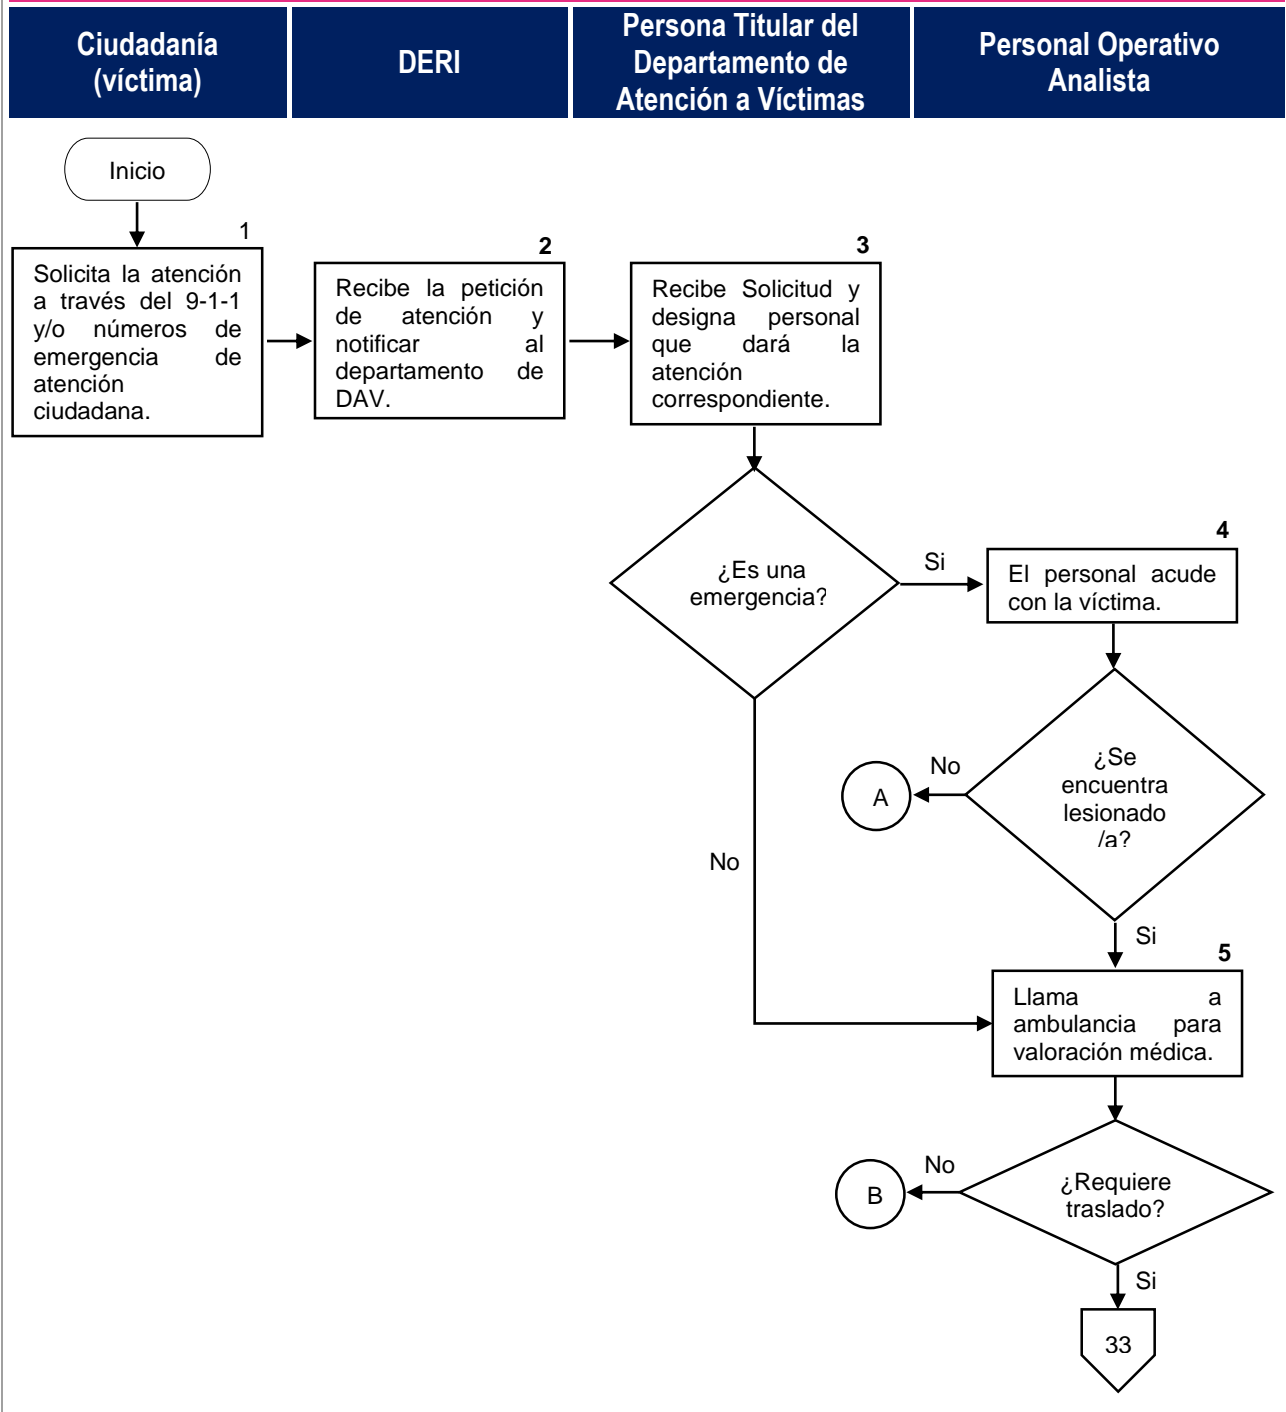 Ciudadanía
(víctima)
DERI
Persona Titular del
Departamento de
Atención a Víctimas
Personal Operativo
Analista
Inicio
1
Solicita la atención
a través del 9-1-1
y/o números de
emergencia de
atención
ciudadana.
2
Recibe la petición
de atención y
notificar al
departamento de
DAV.
3
Recibe Solicitud y
designa personal
que dará la
atención
correspondiente.
¿Es una
emergencia?
Si
4
El personal acude
con la víctima.
¿Se
encuentra
lesionado
/a?
No
A
No
Si
5
Llama a
ambulancia para
valoración médica.
¿Requiere
traslado?
No
B
Si
33